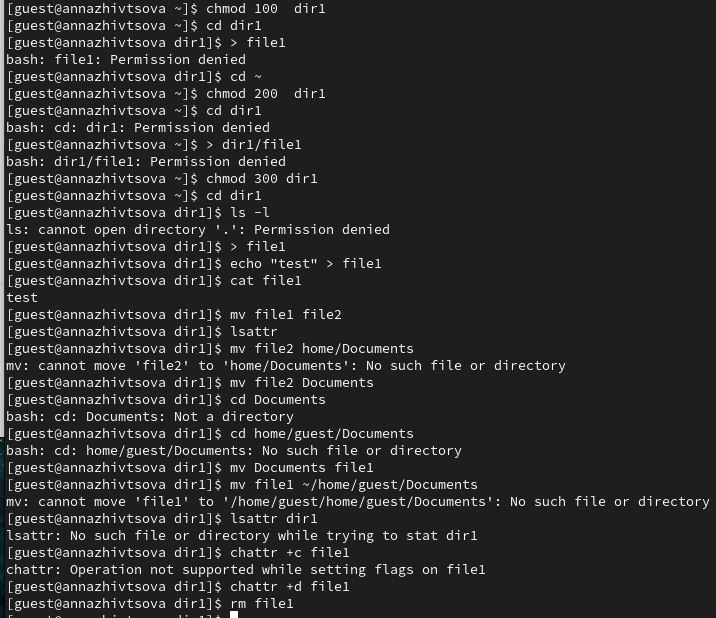 [guest@annazhivtsova ~]$ chmod 100  dir1
[guest@annazhivtsova ~]$ cd dir1
[guest@annazhivtsova dir1]$ > file1
bash: file1: Permission denied
[guest@annazhivtsova dir1]$ cd ~
[guest@annazhivtsova ~]$ chmod 200  dir1
[guest@annazhivtsova ~]$ cd dir1
bash: cd: dir1: Permission denied
[guest@annazhivtsova ~]$ > dir1/file1
bash: dir1/file1: Permission denied
[guest@annazhivtsova ~]$ chmod 300 dir1
[guest@annazhivtsova ~]$ cd dir1
[guest@annazhivtsova dir1]$ ls -l
ls: cannot open directory '.': Permission denied
[guest@annazhivtsova dir1]$ > file1
[guest@annazhivtsova dir1]$ echo "test" > file1
[guest@annazhivtsova dir1]$ cat file1
test
[guest@annazhivtsova dir1]$ mv file1 file2
[guest@annazhivtsova dir1]$ lsattr
[guest@annazhivtsova dir1]$ mv file2 home/Documents
mv: cannot move 'file2' to 'home/Documents': No such file or directory
[guest@annazhivtsova dir1]$ mv file2 Documents
[guest@annazhivtsova dir1]$ cd Documents
bash: cd: Documents: Not a directory
[guest@annazhivtsova dir1]$ cd home/guest/Documents
bash: cd: home/guest/Documents: No such file or directory
[guest@annazhivtsova dir1]$ mv Documents file1
[guest@annazhivtsova dir1]$ mv file1 ~/home/guest/Documents
mv: cannot move 'file1' to '/home/guest/home/guest/Documents': No such file or directory
[guest@annazhivtsova dir1]$ lsattr dir1
lsattr: No such file or directory while trying to stat dir1
[guest@annazhivtsova dir1]$ chattr +c file1
chattr: Operation not supported while setting flags on file1
[guest@annazhivtsova dir1]$ chattr +d file1
[guest@annazhivtsova dir1]$ rm file1
[guest@annazhivtsova dir1]$